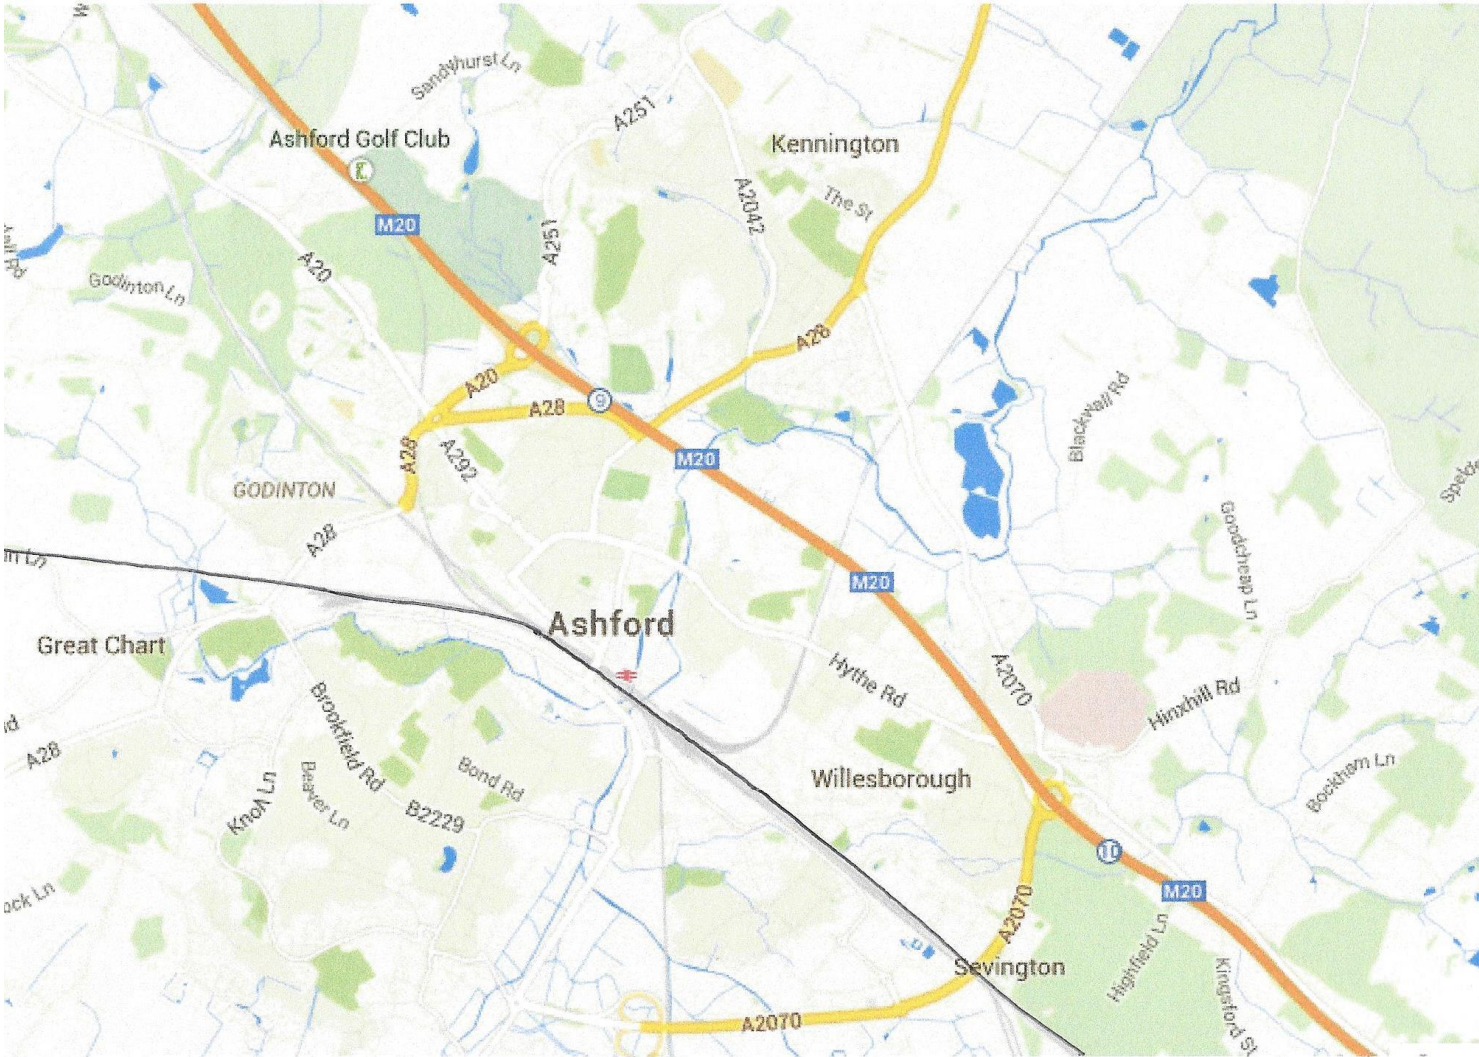 Sandyhurst Ln
A251
Ashford Golf Club
Kennington
M20
A2042
The St
A251
A20
Godinton Ln
A28
A20
A28
9
Blackwall Rd
A28
A292
M20
GODINTON
A28
Goodcheap Ln
M20
Ashford
Great Chart
Hythe Rd
A2070
Hinxhill Rd
Brookfield Rd
A28
Knoll Ln
Beaver Ln
Bond Rd
B2229
Willesborough
Bockham Ln
10
M20
A2070
Highfield Ln
Sevington
Kingsford St
A2070